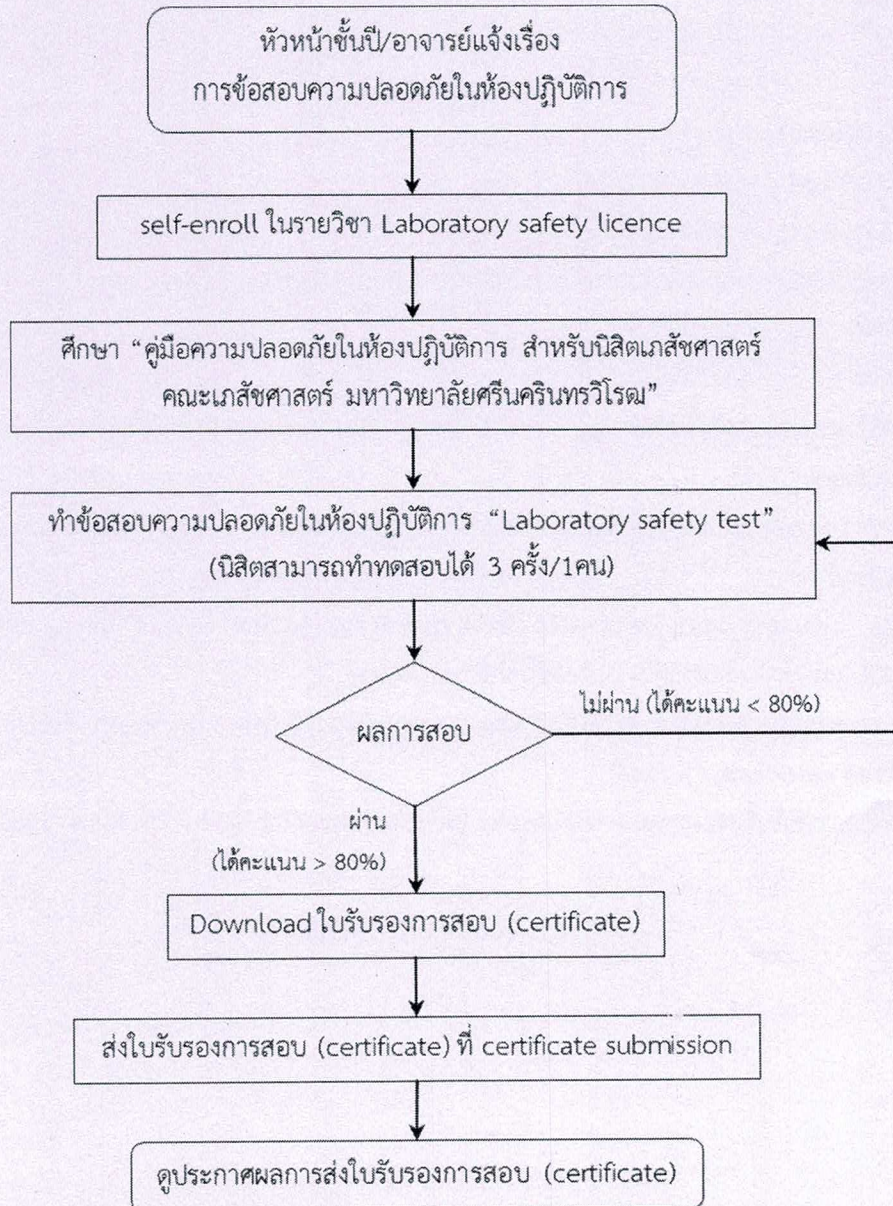 หัวหน้าชั้นปี/อาจารย์แจ้งเรื่อง
การข้อสอบความปลอดภัยในห้องปฏิบัติการ
self-enroll ในรายวิชา Laboratory safety licence
ศึกษา “คู่มือความปลอดภัยในห้องปฏิบัติการ สำหรับนิสิตเภสัชศาสตร์
คณะเภสัชศาสตร์ มหาวิทยาลัยศรีนครินทรวิโรฒ”
ทำข้อสอบความปลอดภัยในห้องปฏิบัติการ “Laboratory safety test”
(นิสิตสามารถทำทดสอบได้ 3 ครั้ง/1คน)
ผลการสอบ
ไม่ผ่าน (ได้คะแนน < 80%)
ผ่าน
(ได้คะแนน > 80%)
Download ใบรับรองการสอบ (certificate)
ส่งใบรับรองการสอบ (certificate) ที่ certificate submission
ดูประกาศผลการส่งใบรับรองการสอบ (certificate)